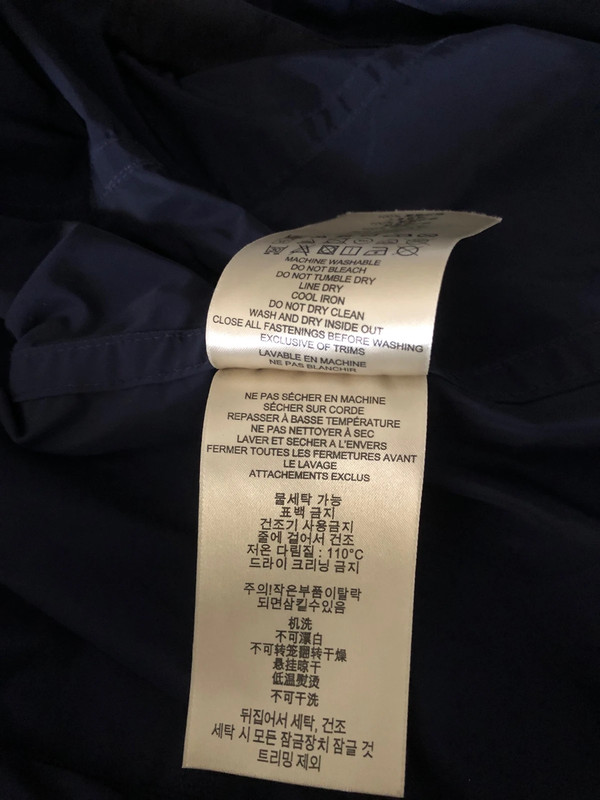 MACHINE WASHABLE
DO NOT BLEACH
DO NOT TUMBLE DRY
LINE DRY
COOL IRON
DO NOT DRY CLEAN
WASH AND DRY INSIDE OUT
CLOSE ALL FASTENINGS BEFORE WASHING
EXCLUSIVE OF TRIMS
LAVABLE EN MACHINE
NE PAS BLANCHIR
NE PAS SÉCHER EN MACHINE
SÉCHER SUR CORDE
REPASSER À BASSE TEMPÉRATURE
NE PAS NETTOYER À SEC
LAVER ET SECHER A L'ENVERS
FERMER TOUTES LES FERMETURES AVANT
LE LAVAGE
ATTACHEMENTS EXCLUS
물세탁 가능
표백 금지
건조기 사용금지
줄에 걸어서 건조
저온 다림질 : 110°C
드라이 크리닝 금지
주의!작은부품이탈락
되면삼킬수있음
机洗
不可漂白
不可转笼翻转干燥
悬挂晾干
低温熨烫
不可干洗
뒤집어서 세탁, 건조
세탁 시 모든 잠금장치 잠글 것
트리밍 제외